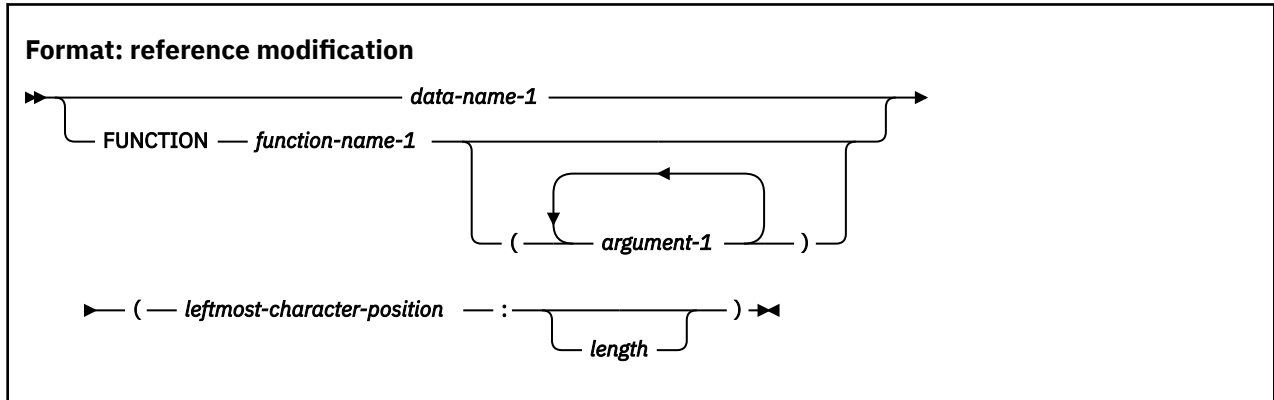 Format: reference modification
data-name-1
FUNCTION function-name-1
( argument-1 )
( leftmost-character-position : )
length